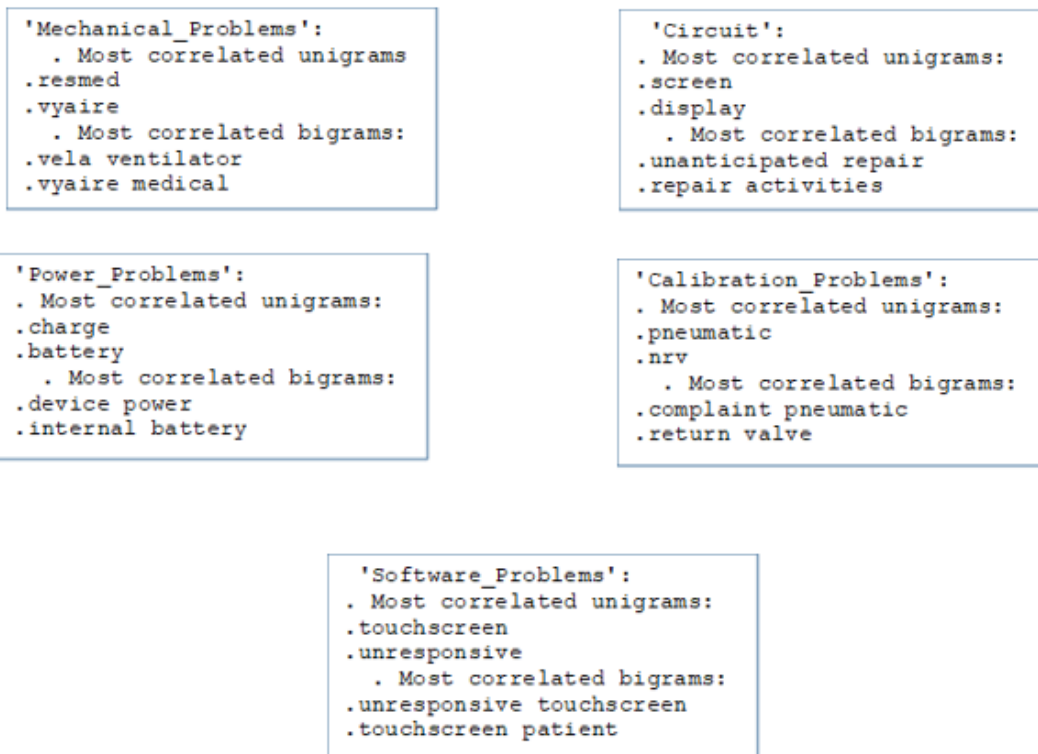 'Mechanical_Problems':
. Most correlated unigrams
.resmed
.vyaire
. Most correlated bigrams:
.vela ventilator
.vyaire medical
'Circuit':
. Most correlated unigrams:
.screen
.display
. Most correlated bigrams:
.unanticipated repair
.repair activities
'Power_Problems':
. Most correlated unigrams:
.charge
.battery
. Most correlated bigrams:
.device power
.internal battery
'Calibration_Problems':
. Most correlated unigrams:
.pneumatic
.nrv
. Most correlated bigrams:
.complaint pneumatic
.return valve
'Software_Problems':
. Most correlated unigrams:
.touchscreen
.unresponsive
. Most correlated bigrams:
.unresponsive touchscreen
.touchscreen patient